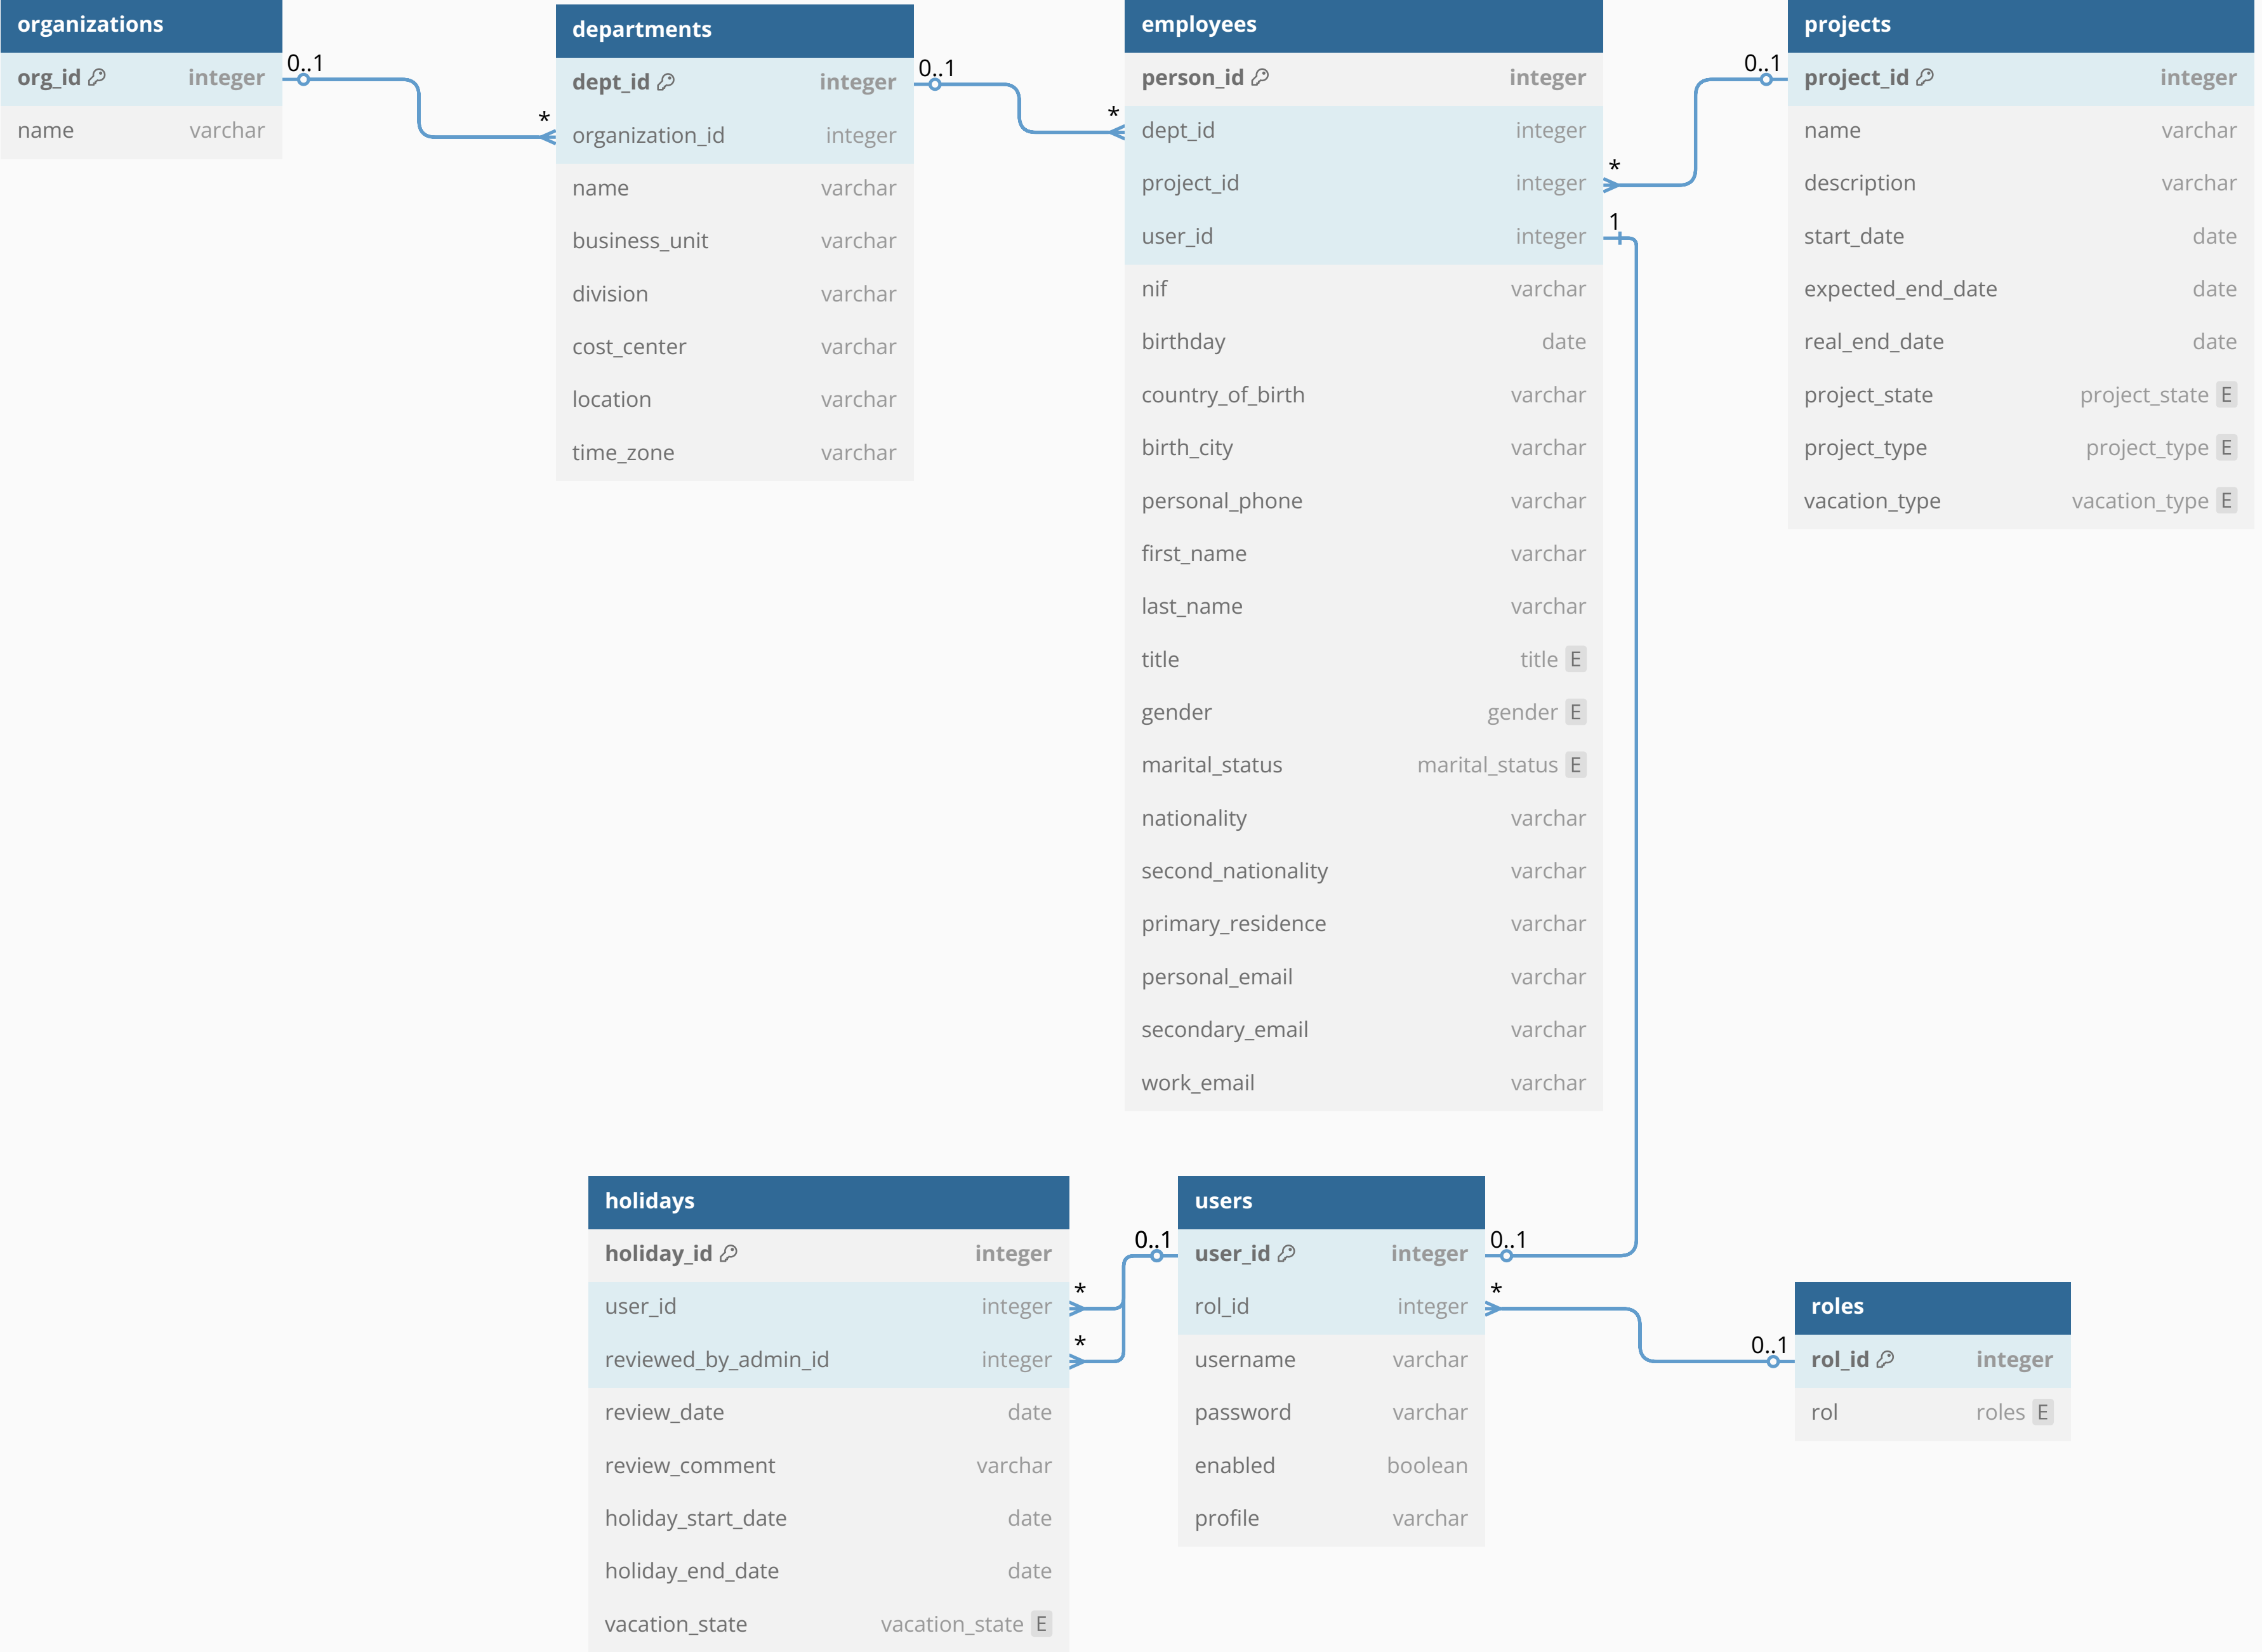 organizations
org_id integer
name varchar
0..1
*
departments
dept_id integer
organization_id integer
name varchar
business_unit varchar
division varchar
cost_center varchar
location varchar
time_zone varchar
0..1
*
employees
person_id integer
dept_id integer
project_id integer
user_id integer
nif varchar
birthday date
country_of_birth varchar
birth_city varchar
personal_phone varchar
first_name varchar
last_name varchar
title title E
gender gender E
marital_status marital_status E
nationality varchar
second_nationality varchar
primary_residence varchar
personal_email varchar
secondary_email varchar
work_email varchar
*
1
0..1
projects
project_id integer
name varchar
description varchar
start_date date
expected_end_date date
real_end_date date
project_state project_state E
project_type project_type E
vacation_type vacation_type E
holidays
holiday_id integer
user_id integer
reviewed_by_admin_id integer
review_date date
review_comment varchar
holiday_start_date date
holiday_end_date date
vacation_state vacation_state E
0..1
*
*
users
user_id integer
rol_id integer
username varchar
password varchar
enabled boolean
profile varchar
0..1
*
0..1
roles
rol_id integer
rol roles E